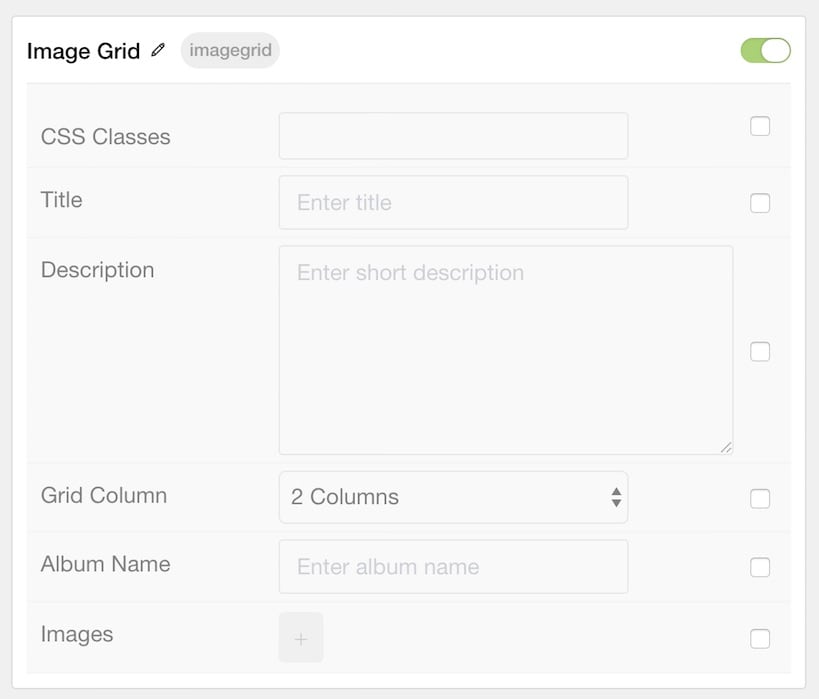 Image Grid imagegrid
CSS Classes
Title Enter title
Description Enter short description
Grid Column 2 Columns
Album Name Enter album name
Images +